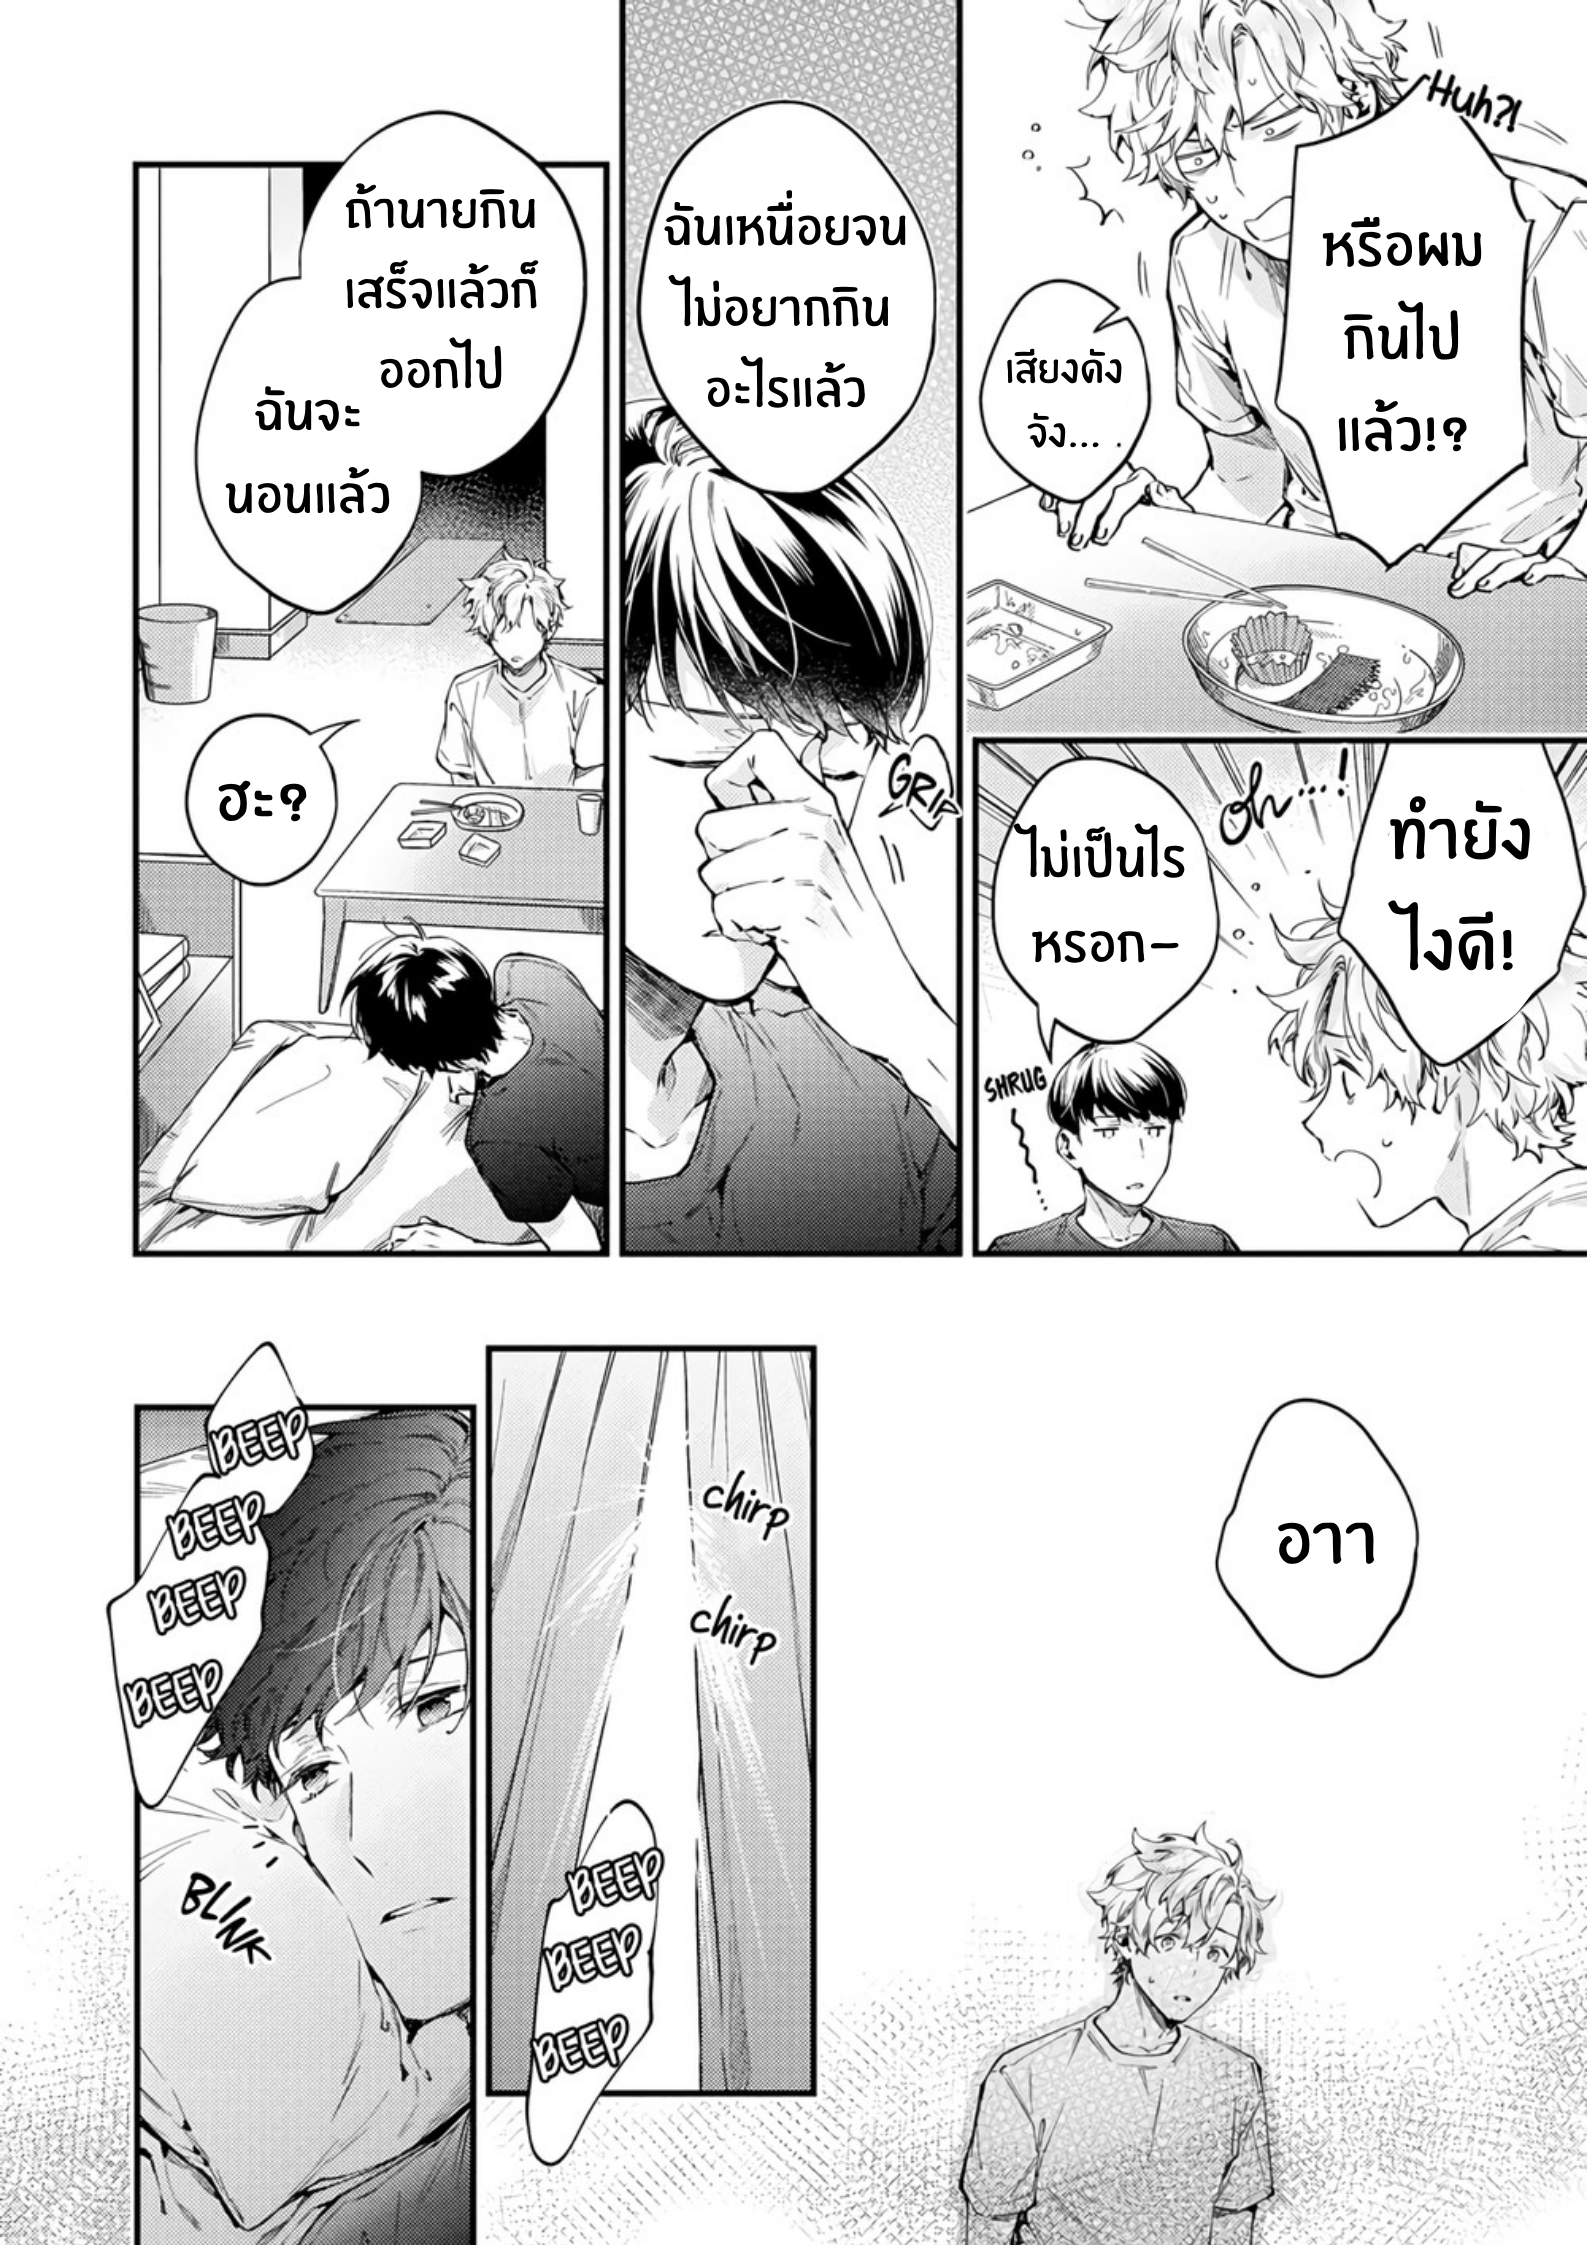 Huh?!
หรือผม
กินไป
แล้ว!?
เสียงดัง
จัง... .
ทำยัง
ไงดี!
oh...!
ไม่เป็นไร
หรอก-
SHRUG
ฉันเหนื่อยจน
ไม่อยากกิน
อะไรแล้ว
GRIP
ถ้านายกิน
เสร็จแล้วก็
ออกไป
ฉันจะ
นอนแล้ว
ฮะ?
อาา
chirp
chirp
BEEP
BEEP
BEEP
BEEP
BEEP
BEEP
BEEP
BLINK